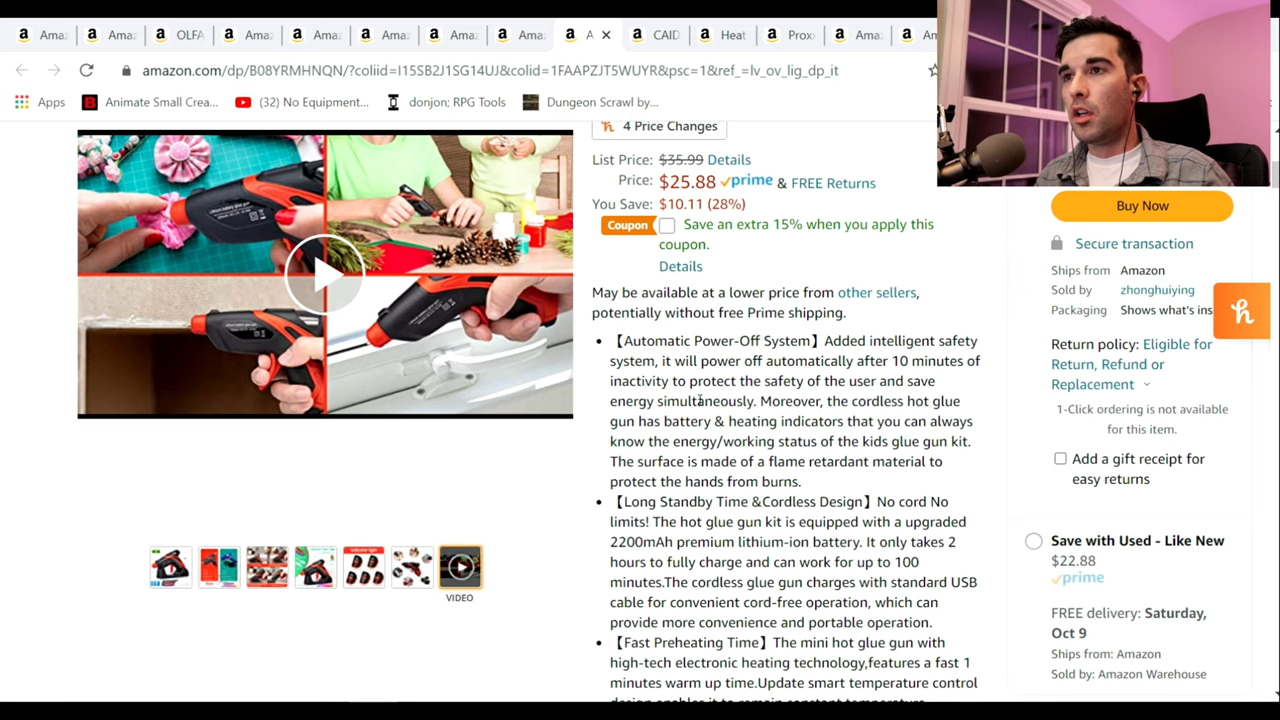 Amaz
Amaz
OLFA
Amaz
Amaz
Amaz
Amaz
Amaz
A
CAID
Heat
Prox
Amaz
Am
amazon.com/dp/B08YRMHNQN/?coliid=I15SB2J1SG14UJ&colid=1FAAPZJT5WUYR&psc=1&ref_=lv_ov_lig_dp_it
Apps
Animate Small Crea...
(32) No Equipment...
donjon; RPG Tools
Dungeon Scrawl by...
4 Price Changes
List Price: $35.99 Details
Price: $25.88 prime & FREE Returns
You Save: $10.11 (28%)
Coupon Save an extra 15% when you apply this
coupon.
Details
May be available at a lower price from other sellers,
potentially without free Prime shipping.
• 【Automatic Power-Off System】Added intelligent safety
system, it will power off automatically after 10 minutes of
inactivity to protect the safety of the user and save
energy simultaneously. Moreover, the cordless hot glue
gun has battery & heating indicators that you can always
know the energy/working status of the kids glue gun kit.
The surface is made of a flame retardant material to
protect the hands from burns.
• 【Long Standby Time &Cordless Design】No cord No
limits! The hot glue gun kit is equipped with a upgraded
2200mAh premium lithium-ion battery. It only takes 2
hours to fully charge and can work for up to 100
minutes.The cordless glue gun charges with standard USB
cable for convenient cord-free operation, which can
provide more convenience and portable operation.
• 【Fast Preheating Time】The mini hot glue gun with
high-tech electronic heating technology,features a fast 1
minutes warm up time.Update smart temperature control
VIDEO
Buy Now
Secure transaction
Ships from Amazon
Sold by zhonghuiying
Packaging Shows what's ins
Return policy: Eligible for
Return, Refund or
Replacement
1-Click ordering is not available
for this item.
Add a gift receipt for
easy returns
Save with Used - Like New
$22.88
prime
FREE delivery: Saturday,
Oct 9
Ships from: Amazon
Sold by: Amazon Warehouse